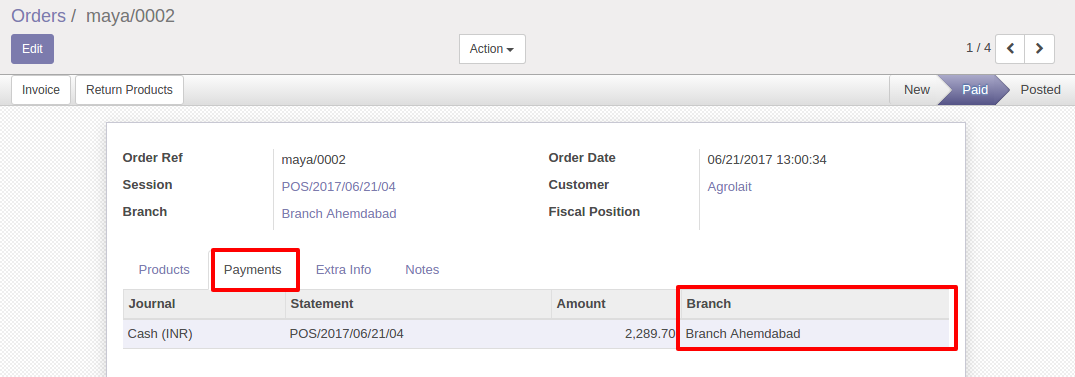 Orders / maya/0002
Edit
Action
1 / 4
Invoice
Return Products
New
Paid
Posted
Order Ref
maya/0002
Order Date
06/21/2017 13:00:34
Session
POS/2017/06/21/04
Customer
Agrolait
Branch
Branch Ahemdabad
Fiscal Position
Products
Payments
Extra Info
Notes
Journal
Statement
Amount
Branch
Cash (INR)
POS/2017/06/21/04
2,289.70
Branch Ahemdabad